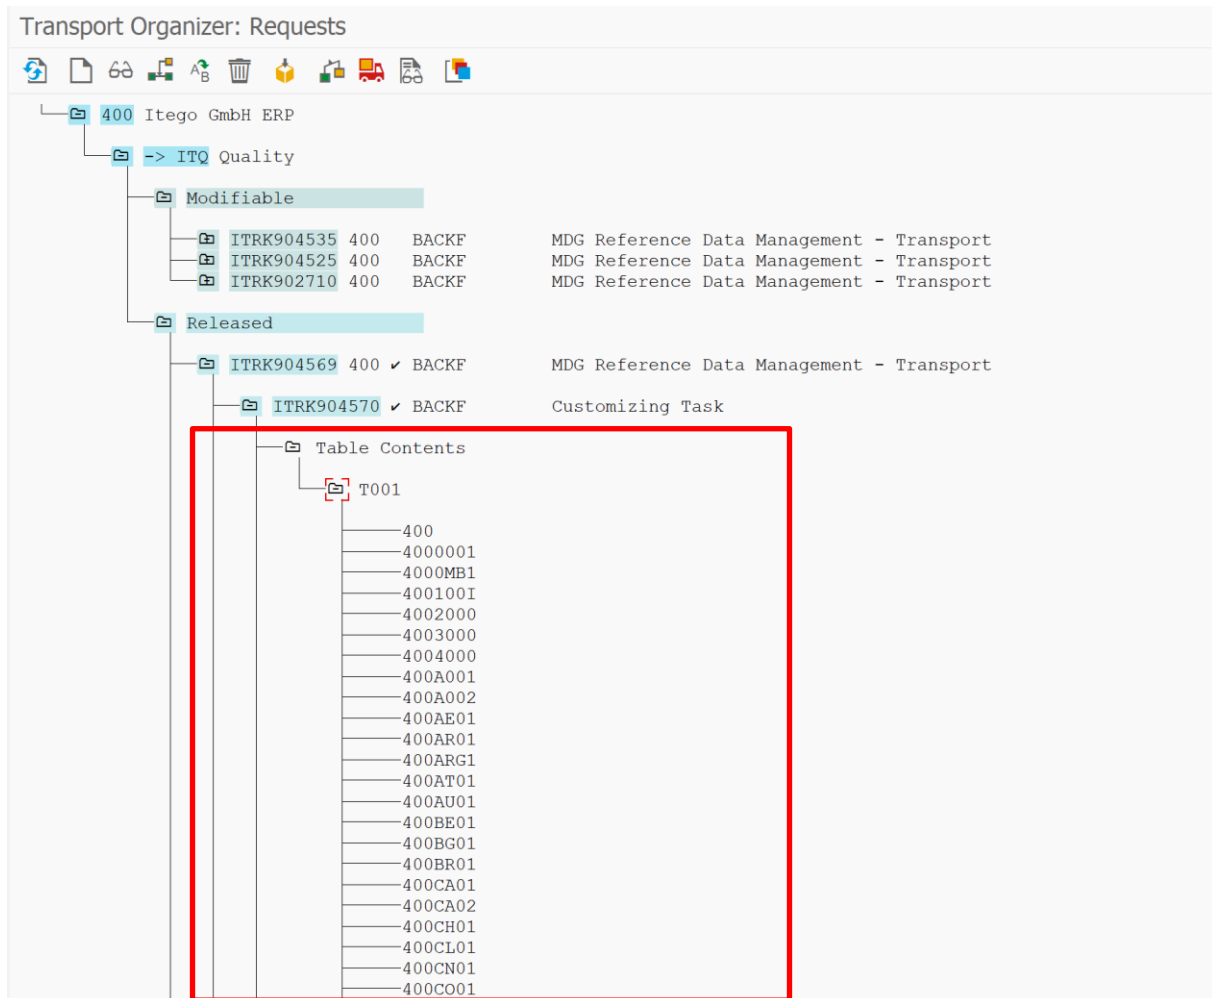 Transport Organizer: Requests
400 Itego GmbH ERP
-> ITQ Quality
Modifiable
ITRK904535 400 BACKF MDG Reference Data Management - Transport
ITRK904525 400 BACKF MDG Reference Data Management - Transport
ITRK902710 400 BACKF MDG Reference Data Management - Transport
Released
ITRK904569 400 ✔ BACKF MDG Reference Data Management - Transport
ITRK904570 ✔ BACKF Customizing Task
Table Contents
T001
400
4000001
4000MB1
400100I
4002000
4003000
4004000
400A001
400A002
400AE01
400AR01
400ARG1
400AT01
400AU01
400BE01
400BG01
400BR01
400CA01
400CA02
400CH01
400CL01
400CN01
400CO01